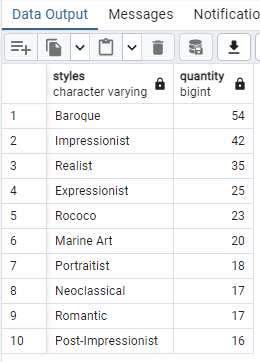 Data Output Messages Notificatio
styles quantity
character varying bigint
1 Baroque 54
2 Impressionist 42
3 Realist 35
4 Expressionist 25
5 Rococo 23
6 Marine Art 20
7 Portraitist 18
8 Neoclassical 17
9 Romantic 17
10 Post-Impressionist 16